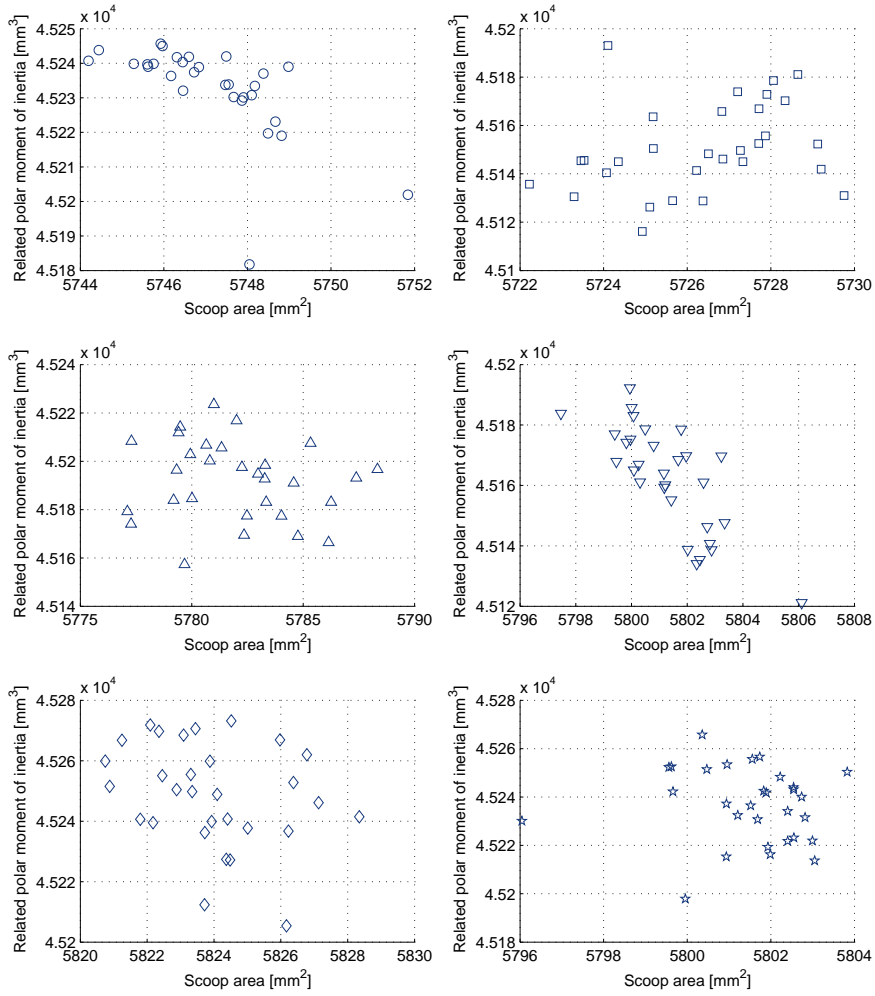 x 10^4
4.525
4.524
4.523
4.522
4.521
4.52
4.519
4.518
5744 5746 5748 5750 5752
Scoop area [mm^2]
Related polar moment of inertia [mm^3]
x 10^4
4.52
4.518
4.516
4.514
4.512
4.51
5722 5724 5726 5728 5730
Scoop area [mm^2]
Related polar moment of inertia [mm^3]
x 10^4
4.524
4.522
4.52
4.518
4.516
4.514
5775 5780 5785 5790
Scoop area [mm^2]
Related polar moment of inertia [mm^3]
x 10^4
4.52
4.518
4.516
4.514
4.512
5796 5798 5800 5802 5804 5806 5808
Scoop area [mm^2]
Related polar moment of inertia [mm^3]
x 10^4
4.528
4.526
4.524
4.522
4.52
5820 5822 5824 5826 5828 5830
Scoop area [mm^2]
Related polar moment of inertia [mm^3]
x 10^4
4.528
4.526
4.524
4.522
4.52
4.518
5796 5798 5800 5802 5804
Scoop area [mm^2]
Related polar moment of inertia [mm^3]